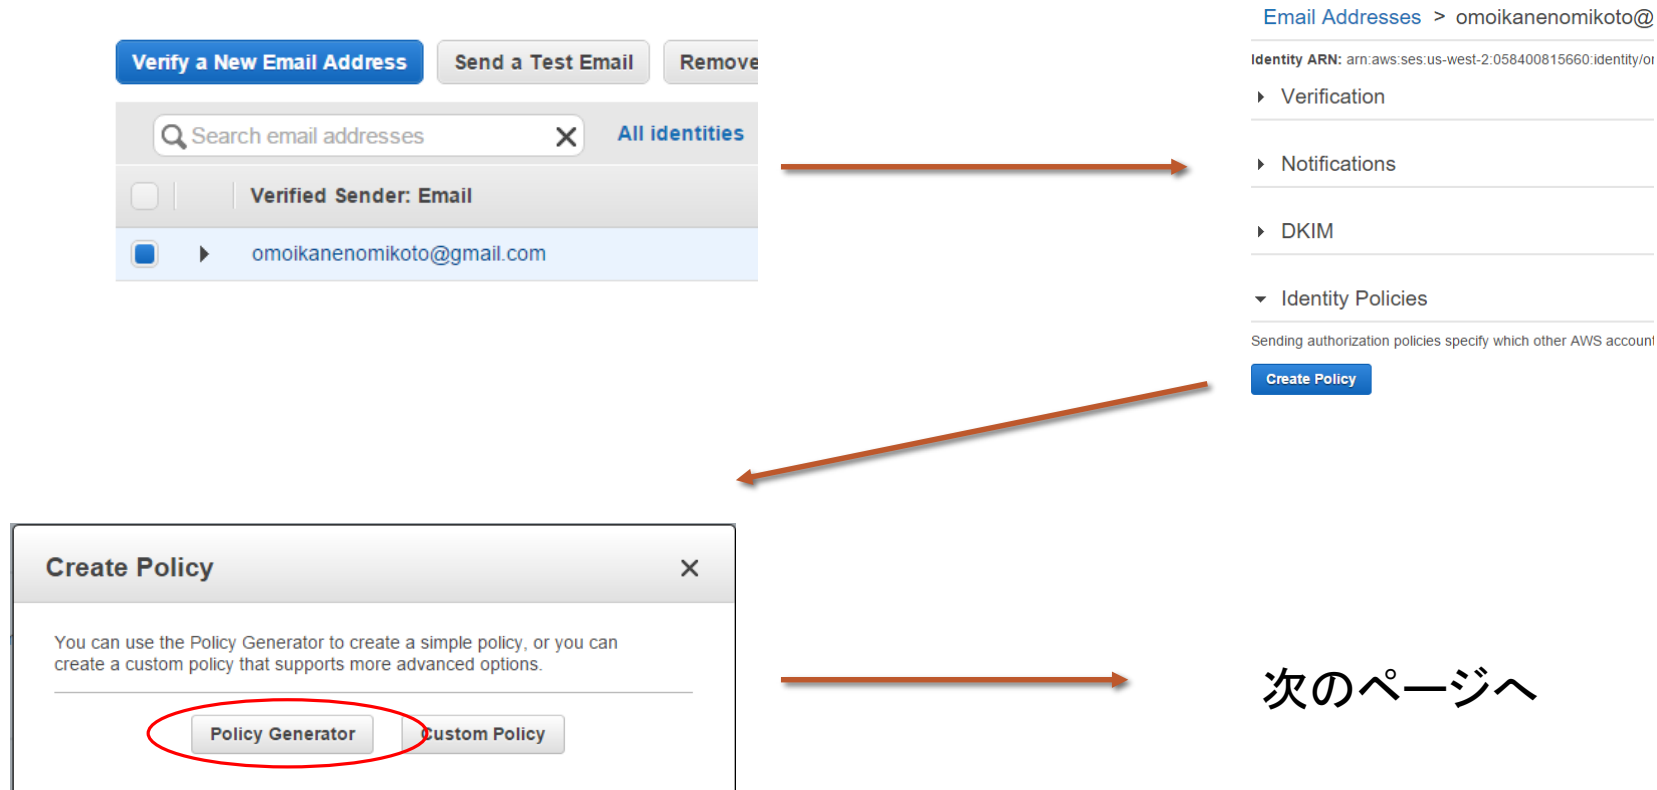 Verify a New Email Address
Send a Test Email
Remove
Search email addresses
All identities
Verified Sender: Email
omoikanenomikoto@gmail.com
Email Addresses > omoikanenomikoto@
Identity ARN: arn:aws:ses:us-west-2:058400815660:identity/o
Verification
Notifications
DKIM
Identity Policies
Sending authorization policies specify which other AWS account
Create Policy
Create Policy
You can use the Policy Generator to create a simple policy, or you can
create a custom policy that supports more advanced options.
Policy Generator
Custom Policy
次のページへ